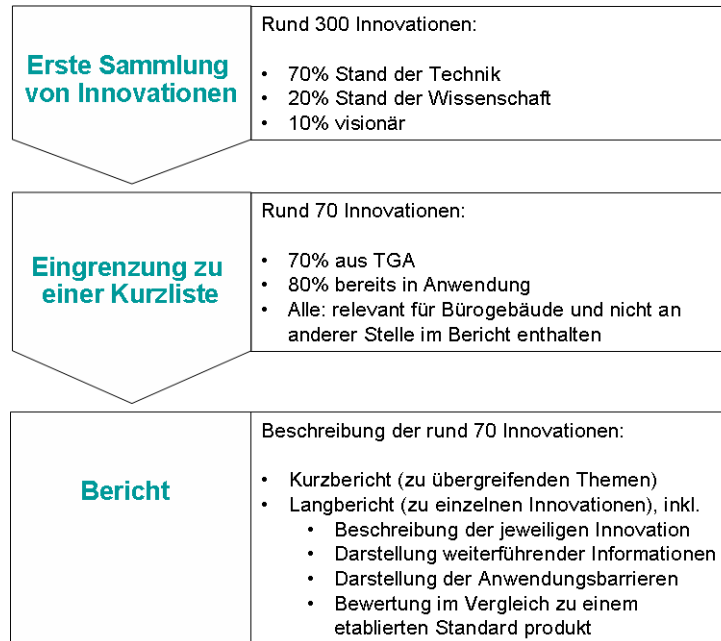 Erste Sammlung
von Innovationen
Rund 300 Innovationen:
• 70% Stand der Technik
• 20% Stand der Wissenschaft
• 10% visionär
Eingrenzung zu
einer Kurzliste
Rund 70 Innovationen:
• 70% aus TGA
• 80% bereits in Anwendung
• Alle: relevant für Bürogebäude und nicht an
anderer Stelle im Bericht enthalten
Bericht
Beschreibung der rund 70 Innovationen:
• Kurzbericht (zu übergreifenden Themen)
• Langbericht (zu einzelnen Innovationen), inkl.
• Beschreibung der jeweiligen Innovation
• Darstellung weiterführender Informationen
• Darstellung der Anwendungsbarrieren
• Bewertung im Vergleich zu einem
etablierten Standard produkt